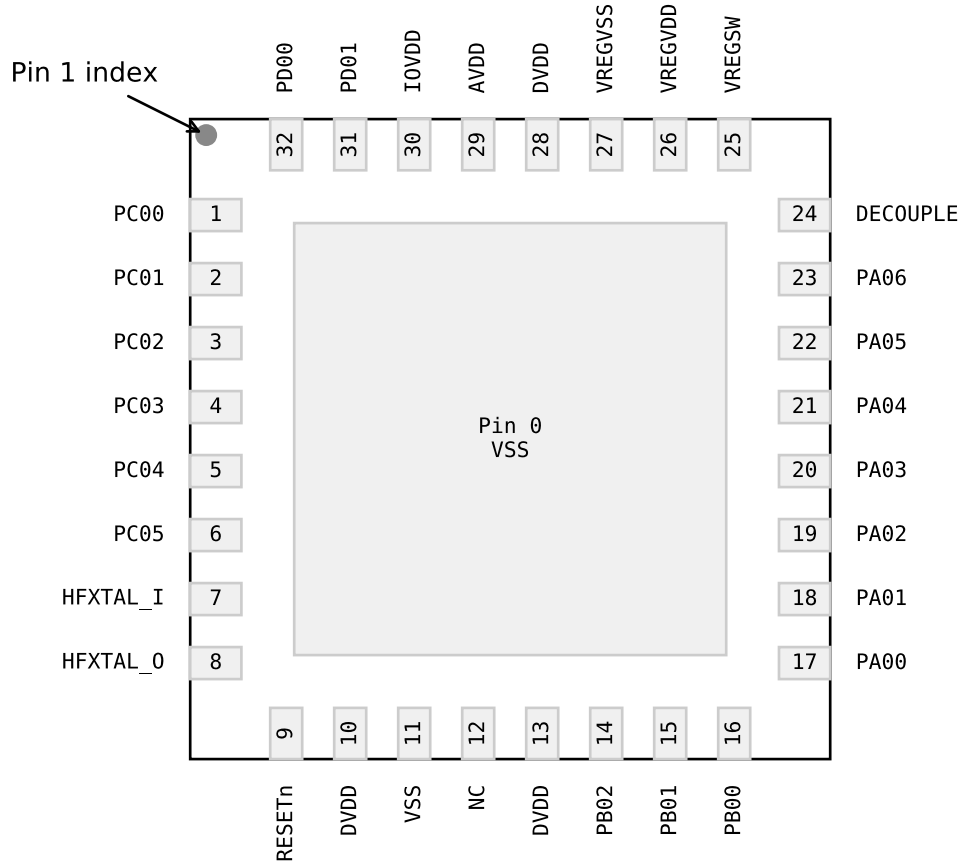 Pin 1 index
PD00
PD01
IOVDD
AVDD
DVDD
VREGVSS
VREGVDD
VREGSW
32
31
30
29
28
27
26
25
PC00 1
PC01 2
PC02 3
PC03 4
PC04 5
PC05 6
HFXTAL_I 7
HFXTAL_O 8
Pin 0
VSS
24 DECOUPLE
23 PA06
22 PA05
21 PA04
20 PA03
19 PA02
18 PA01
17 PA00
9
10
11
12
13
14
15
16
RESETn
DVDD
VSS
NC
DVDD
PB02
PB01
PB00